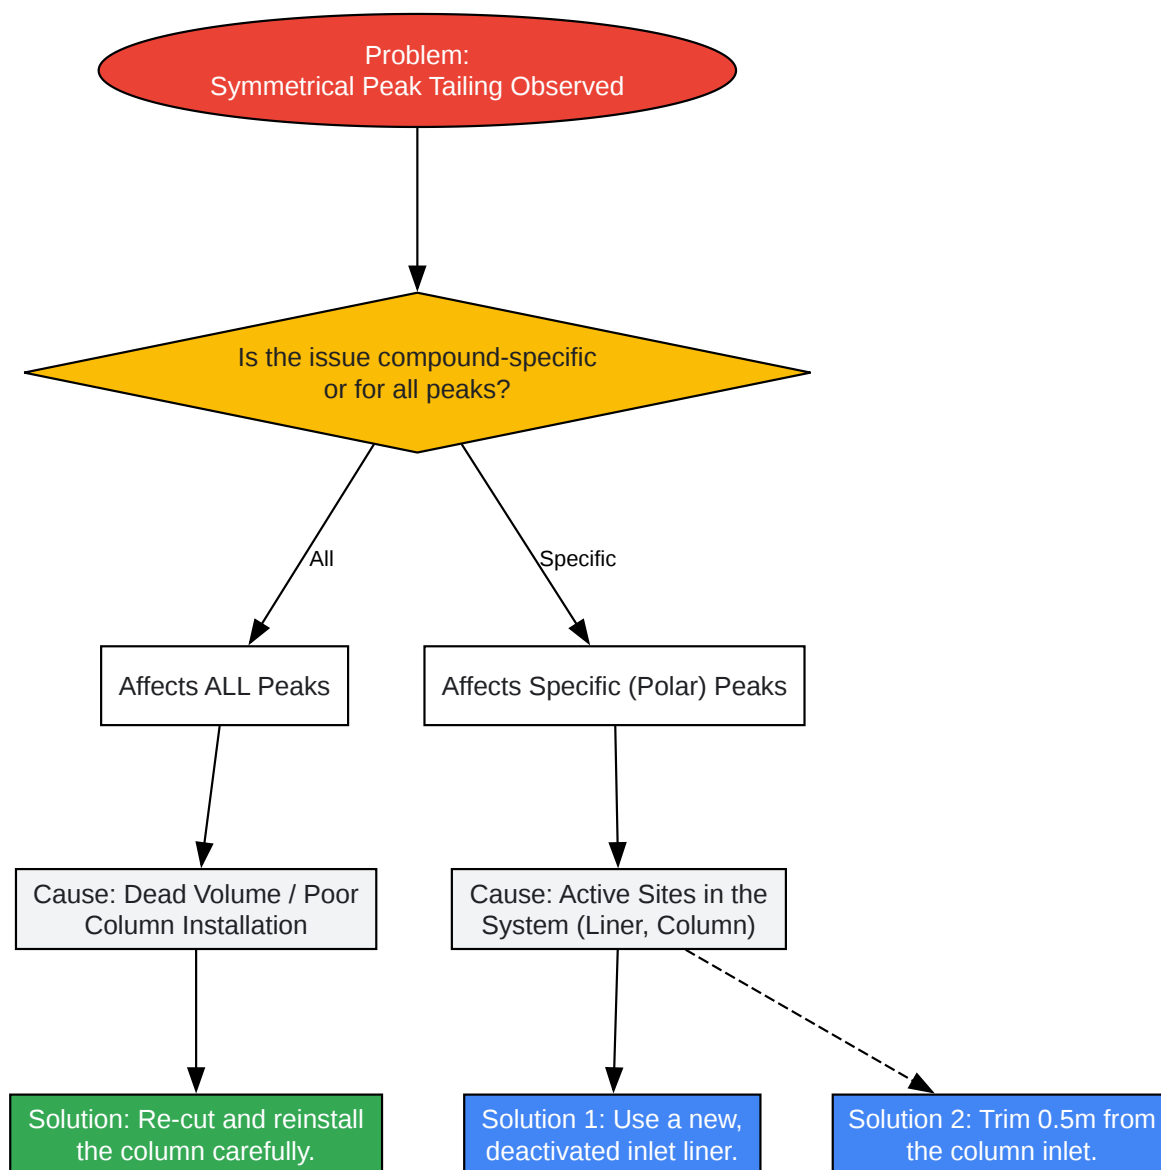 Problem:
Symmetrical Peak Tailing Observed
Is the issue compound-specific
or for all peaks?
All
Specific
Affects ALL Peaks
Affects Specific (Polar) Peaks
Cause: Dead Volume / Poor
Column Installation
Cause: Active Sites in the
System (Liner, Column)
Solution: Re-cut and reinstall
the column carefully.
Solution 1: Use a new,
deactivated inlet liner.
Solution 2: Trim 0.5m from
the column inlet.